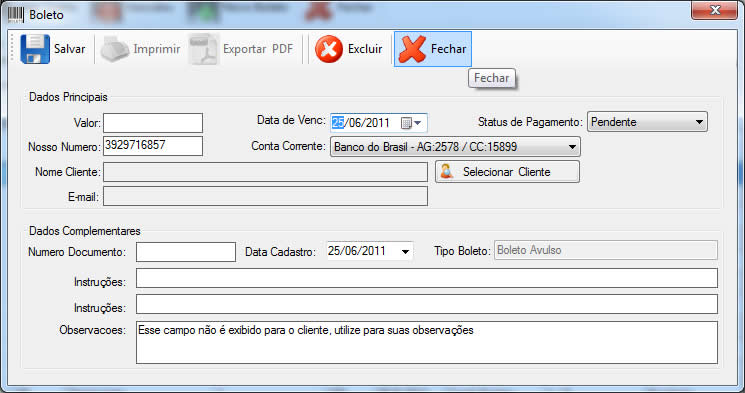 Boleto
Salvar Imprimir Exportar PDF Excluir Fechar
Fechar
Dados Principais
Valor: Data de Venc: 25/06/2011 Status de Pagamento: Pendente
Nosso Numero: 3929716857 Conta Corrente: Banco do Brasil - AG:2578 / CC:15899
Nome Cliente: Selecionar Cliente
E-mail:
Dados Complementares
Numero Documento: Data Cadastro: 25/06/2011 Tipo Boleto: Boleto Avulso
Instruções:
Instruções:
Observacoes: Esse campo não é exibido para o cliente, utilize para suas observações